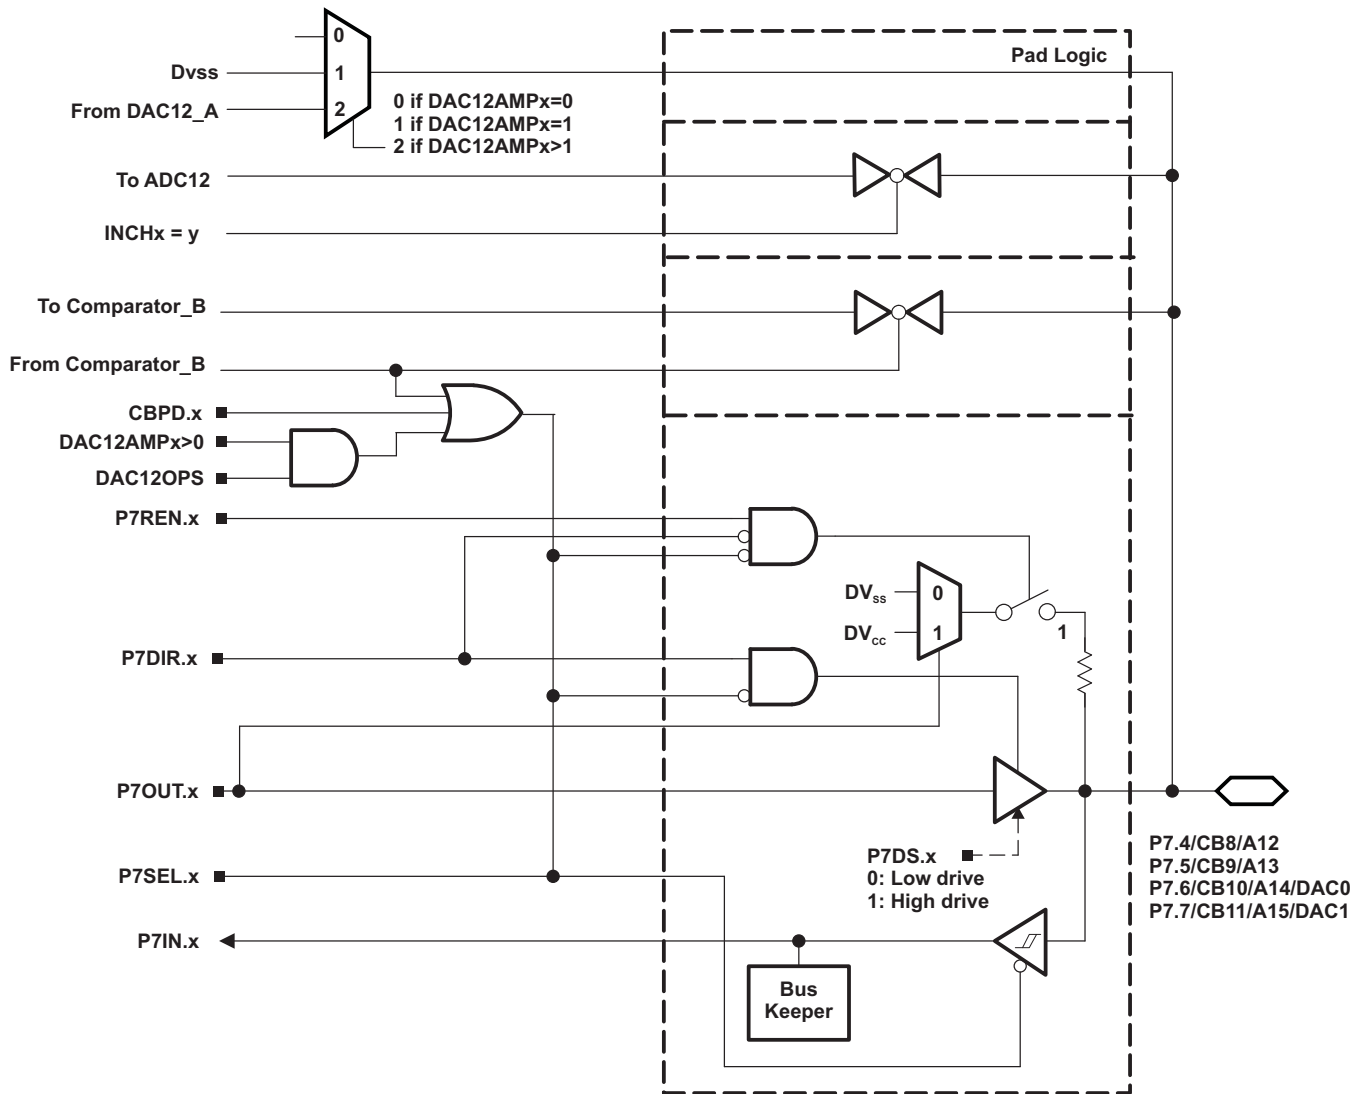 0
Pad Logic
Dvss
1
From DAC12_A
2
0 if DAC12AMPx=0
1 if DAC12AMPx=1
2 if DAC12AMPx>1
To ADC12
INCHx = y
To Comparator_B
From Comparator_B
CBPD.x
DAC12AMPx>0
DAC12OPS
P7REN.x
DVss
0
DVcc
1
1
P7DIR.x
P7OUT.x
P7DS.x
0: Low drive
1: High drive
P7.4/CB8/A12
P7.5/CB9/A13
P7.6/CB10/A14/DAC0
P7.7/CB11/A15/DAC1
P7SEL.x
P7IN.x
Bus
Keeper